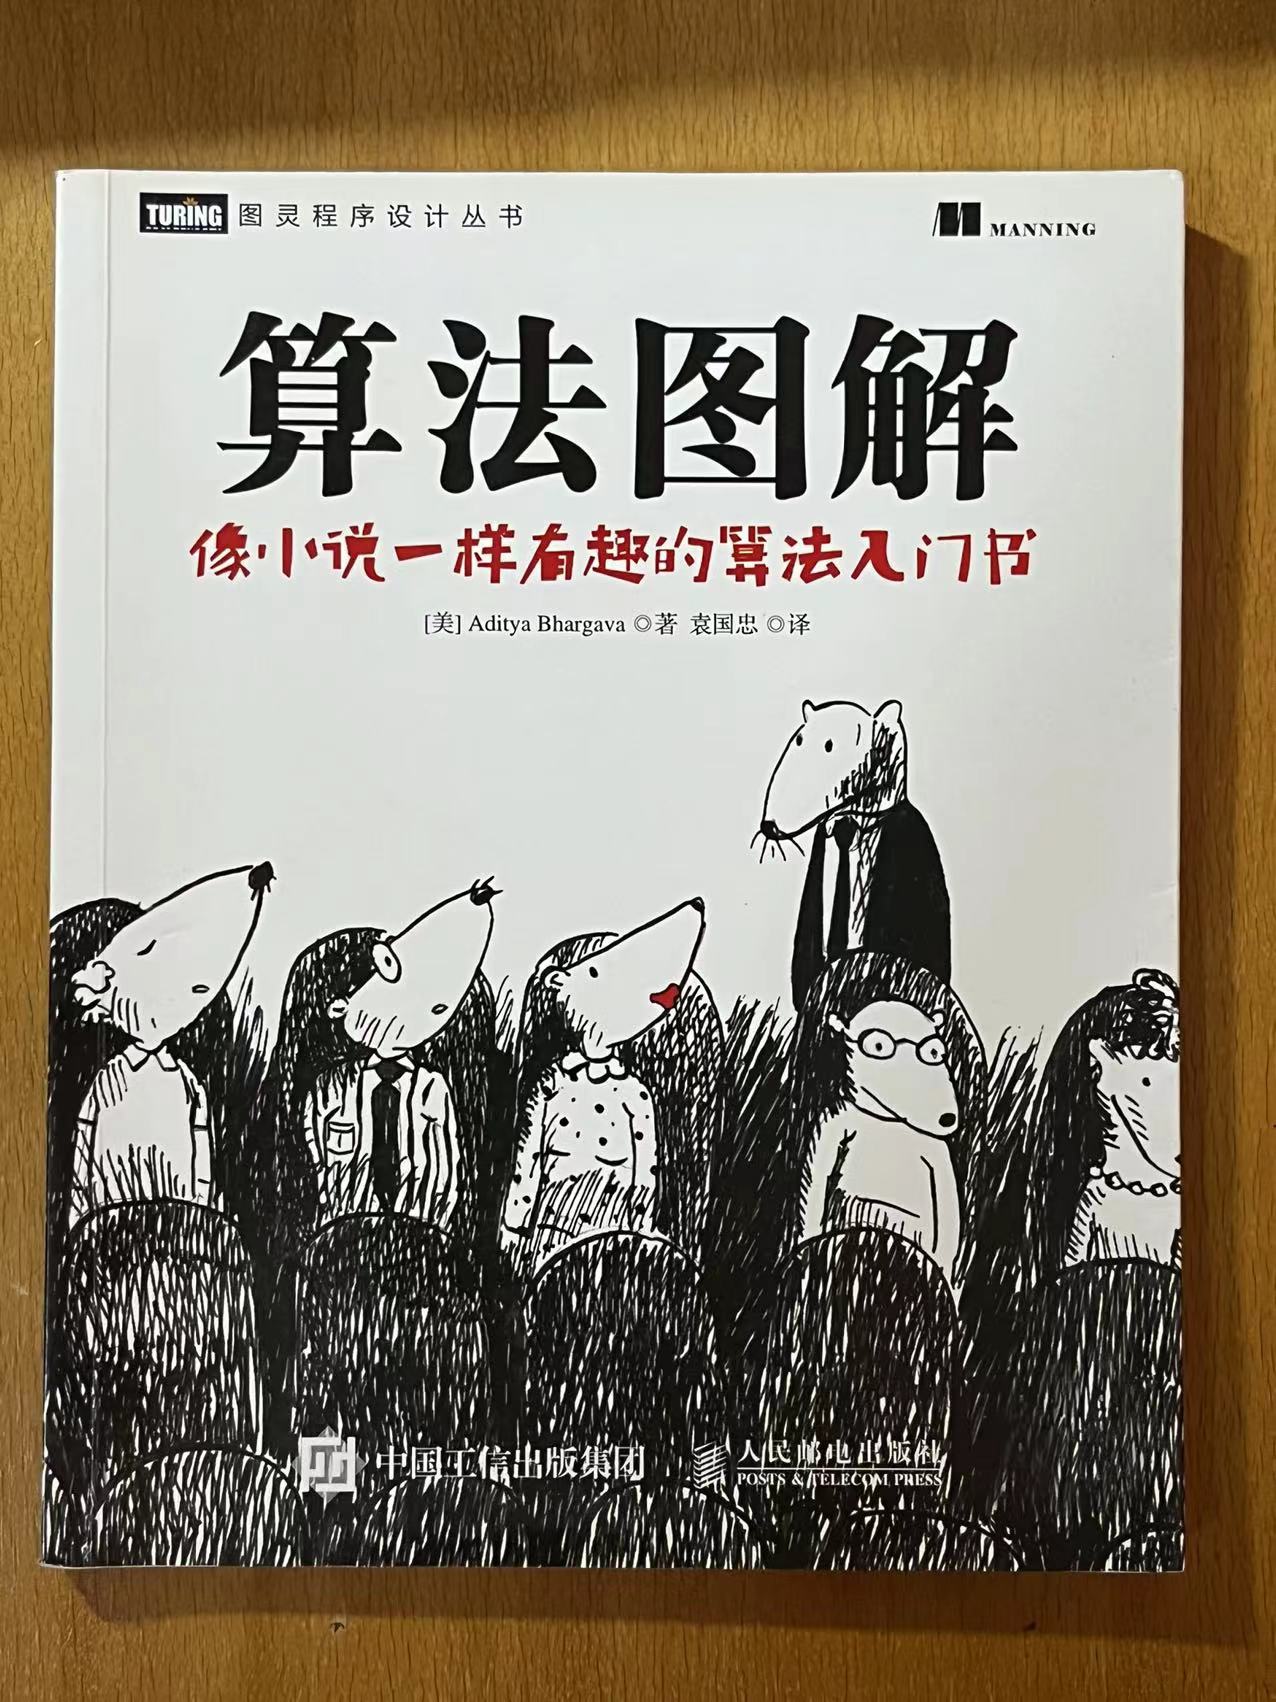 TURING 图灵程序设计丛书
MANNING
算法图解
像小说一样有趣的算法入门书
[美] Aditya Bhargava ◎著 袁国忠 ◎译
中国工信出版集团
人民邮电出版社
POSTS & TELECOM PRESS